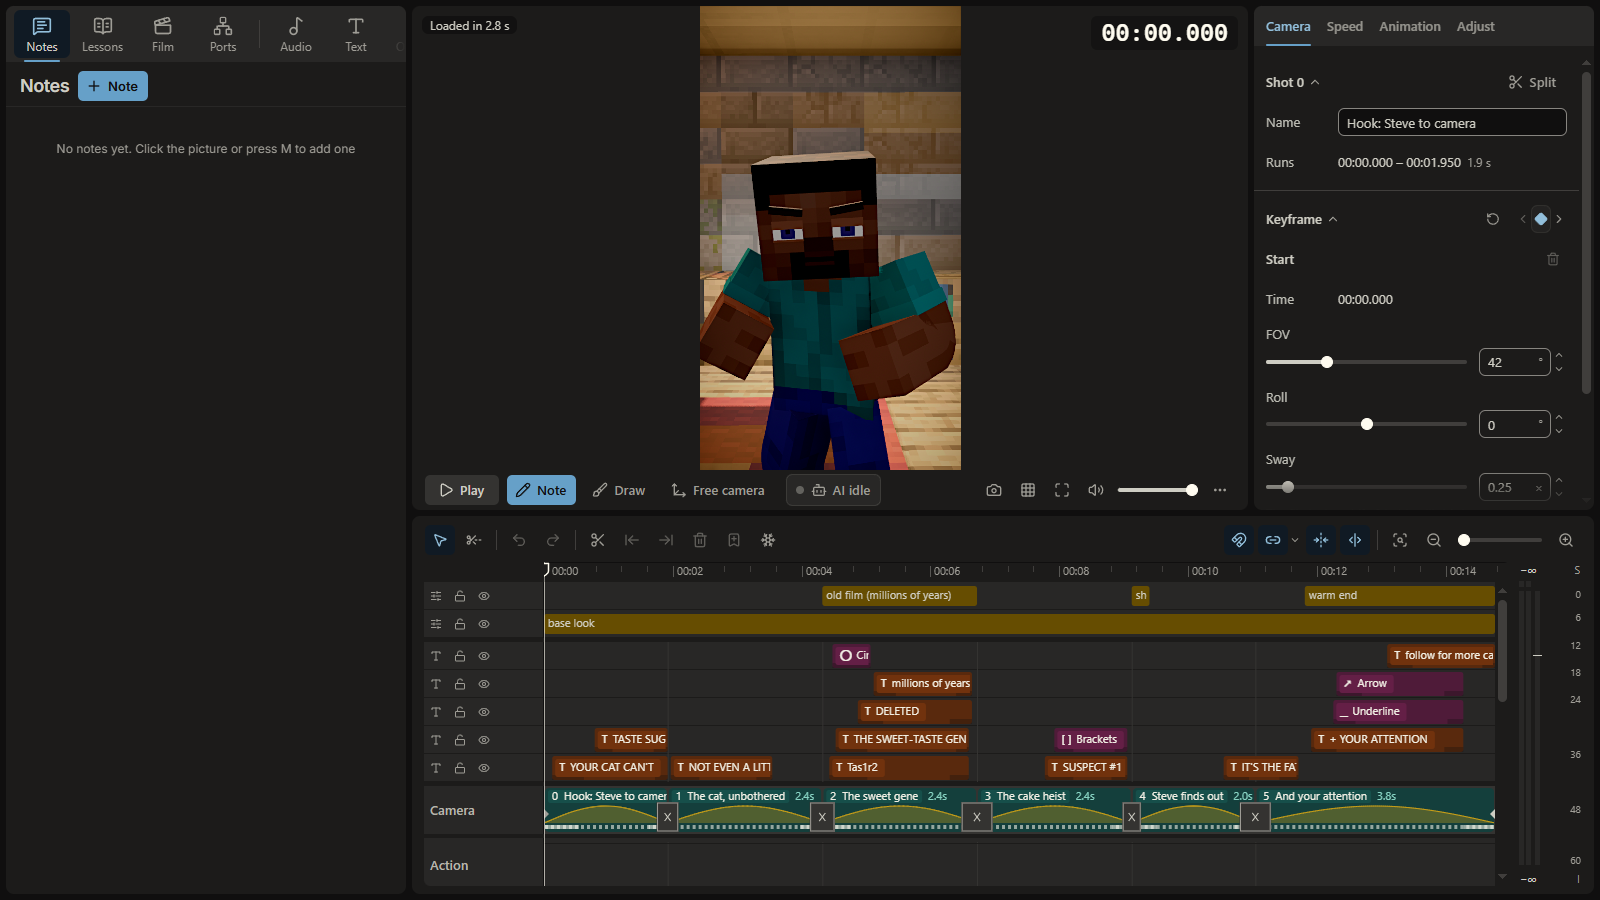 Notes
Lessons
Film
Ports
Audio
Text
Notes
+ Note
No notes yet. Click the picture or press M to add one
Loaded in 2.8 s
00:00.000
Play
Note
Draw
Free camera
AI idle
Camera
Speed
Animation
Adjust
Shot 0
Split
Name
Hook: Steve to camera
Runs
00:00.000 – 00:01.950 1.9 s
Keyframe
Start
Time
00:00.000
FOV
42 °
Roll
0 °
Sway
0.25 ×
00:00
00:02
00:04
00:06
00:08
00:10
00:12
00:14
old film (millions of years)
sh
warm end
base look
Cir
T follow for more ca
T millions of years
Arrow
T DELETED
Underline
T TASTE SUG
T THE SWEET-TASTE GEN
[ ] Brackets
T + YOUR ATTENTION
T YOUR CAT CAN'T
T NOT EVEN A LITT
T Tas1r2
T SUSPECT #1
T IT'S THE FA
Camera
0 Hook: Steve to camer
1 The cat, unbothered 2.4s
2 The sweet gene 2.4s
3 The cake heist 2.4s
4 Steve finds out 2.0s
5 And your attention 3.8s
X
X
X
X
X
Action
-∞
S
0
6
12
18
24
36
48
60
-∞